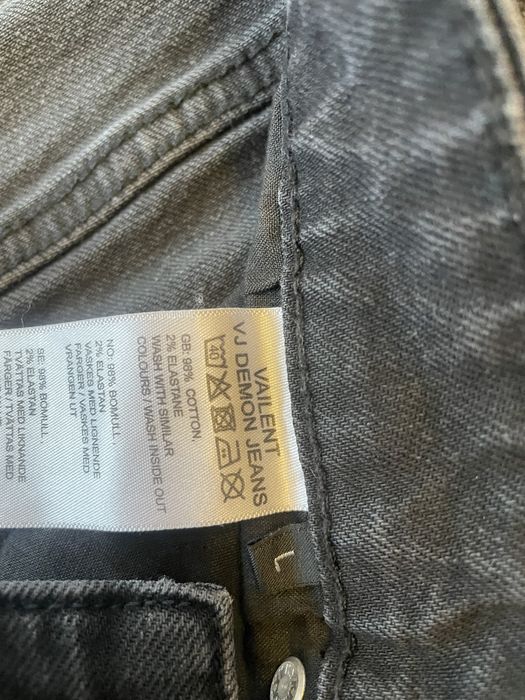 VAILENT
VJ DEMON JEANS
40
GB: 98% COTTON,
2% ELASTANE
WASH WITH SIMILAR
COLOURS / WASH INSIDE OUT
NO: 98% BOMULL,
2% ELASTAN
VASKES MED LIGNENDE
FARGER / VASKES MED
VRANGEN UT
SE: 98% BOMULL,
2% ELASTAN
TVÄTTAS MED LIKNANDE
FÄRGER / TVÄTTAS MED
L